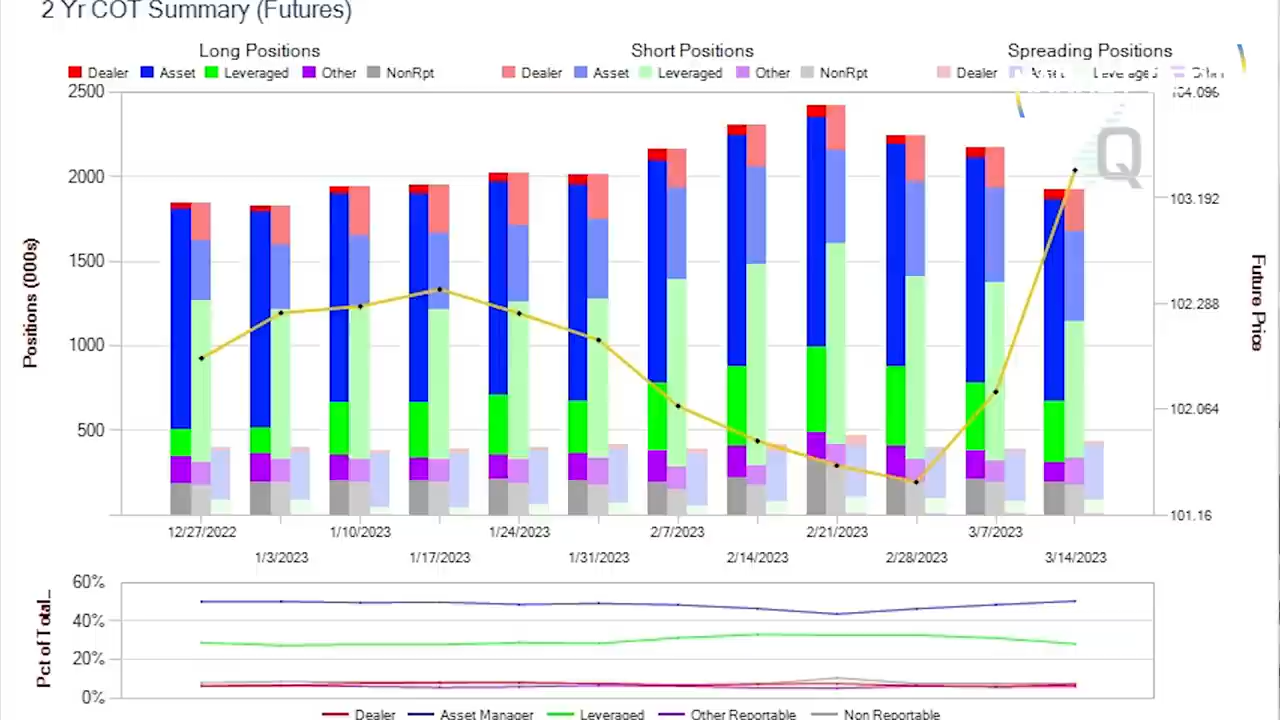 2 Yr COT Summary (Futures)
Long Positions Short Positions Spreading Positions
Dealer Asset Leveraged Other NonRpt Dealer Asset Leveraged Other NonRpt Dealer Asset Leveraged
2500 104.096
Q
2000
103.192
1500
102.288
1000
102.064
500
101.16
Positions (000s)
Future Price
12/27/2022 1/10/2023 1/24/2023 2/7/2023 2/21/2023 3/7/2023
1/3/2023 1/17/2023 1/31/2023 2/14/2023 2/28/2023 3/14/2023
60%
40%
20%
0%
Pct of Total...
Dealer Asset Manager Leveraged Other Reportable Non Reportable